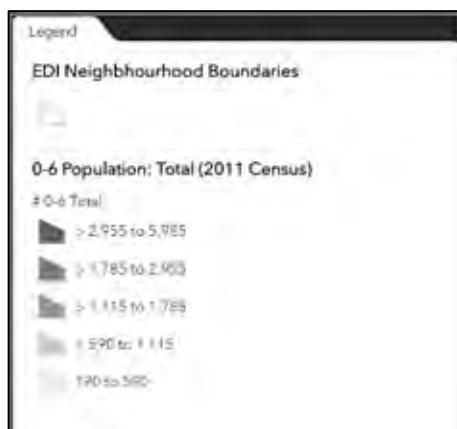 Legend
EDI Neighbhourhood Boundaries
0-6 Population: Total (2011 Census)
# 0-6 Total
> 2,955 to 5,985
> 1,785 to 2,955
> 1,115 to 1,785
> 590 to 1,115
190 to 590